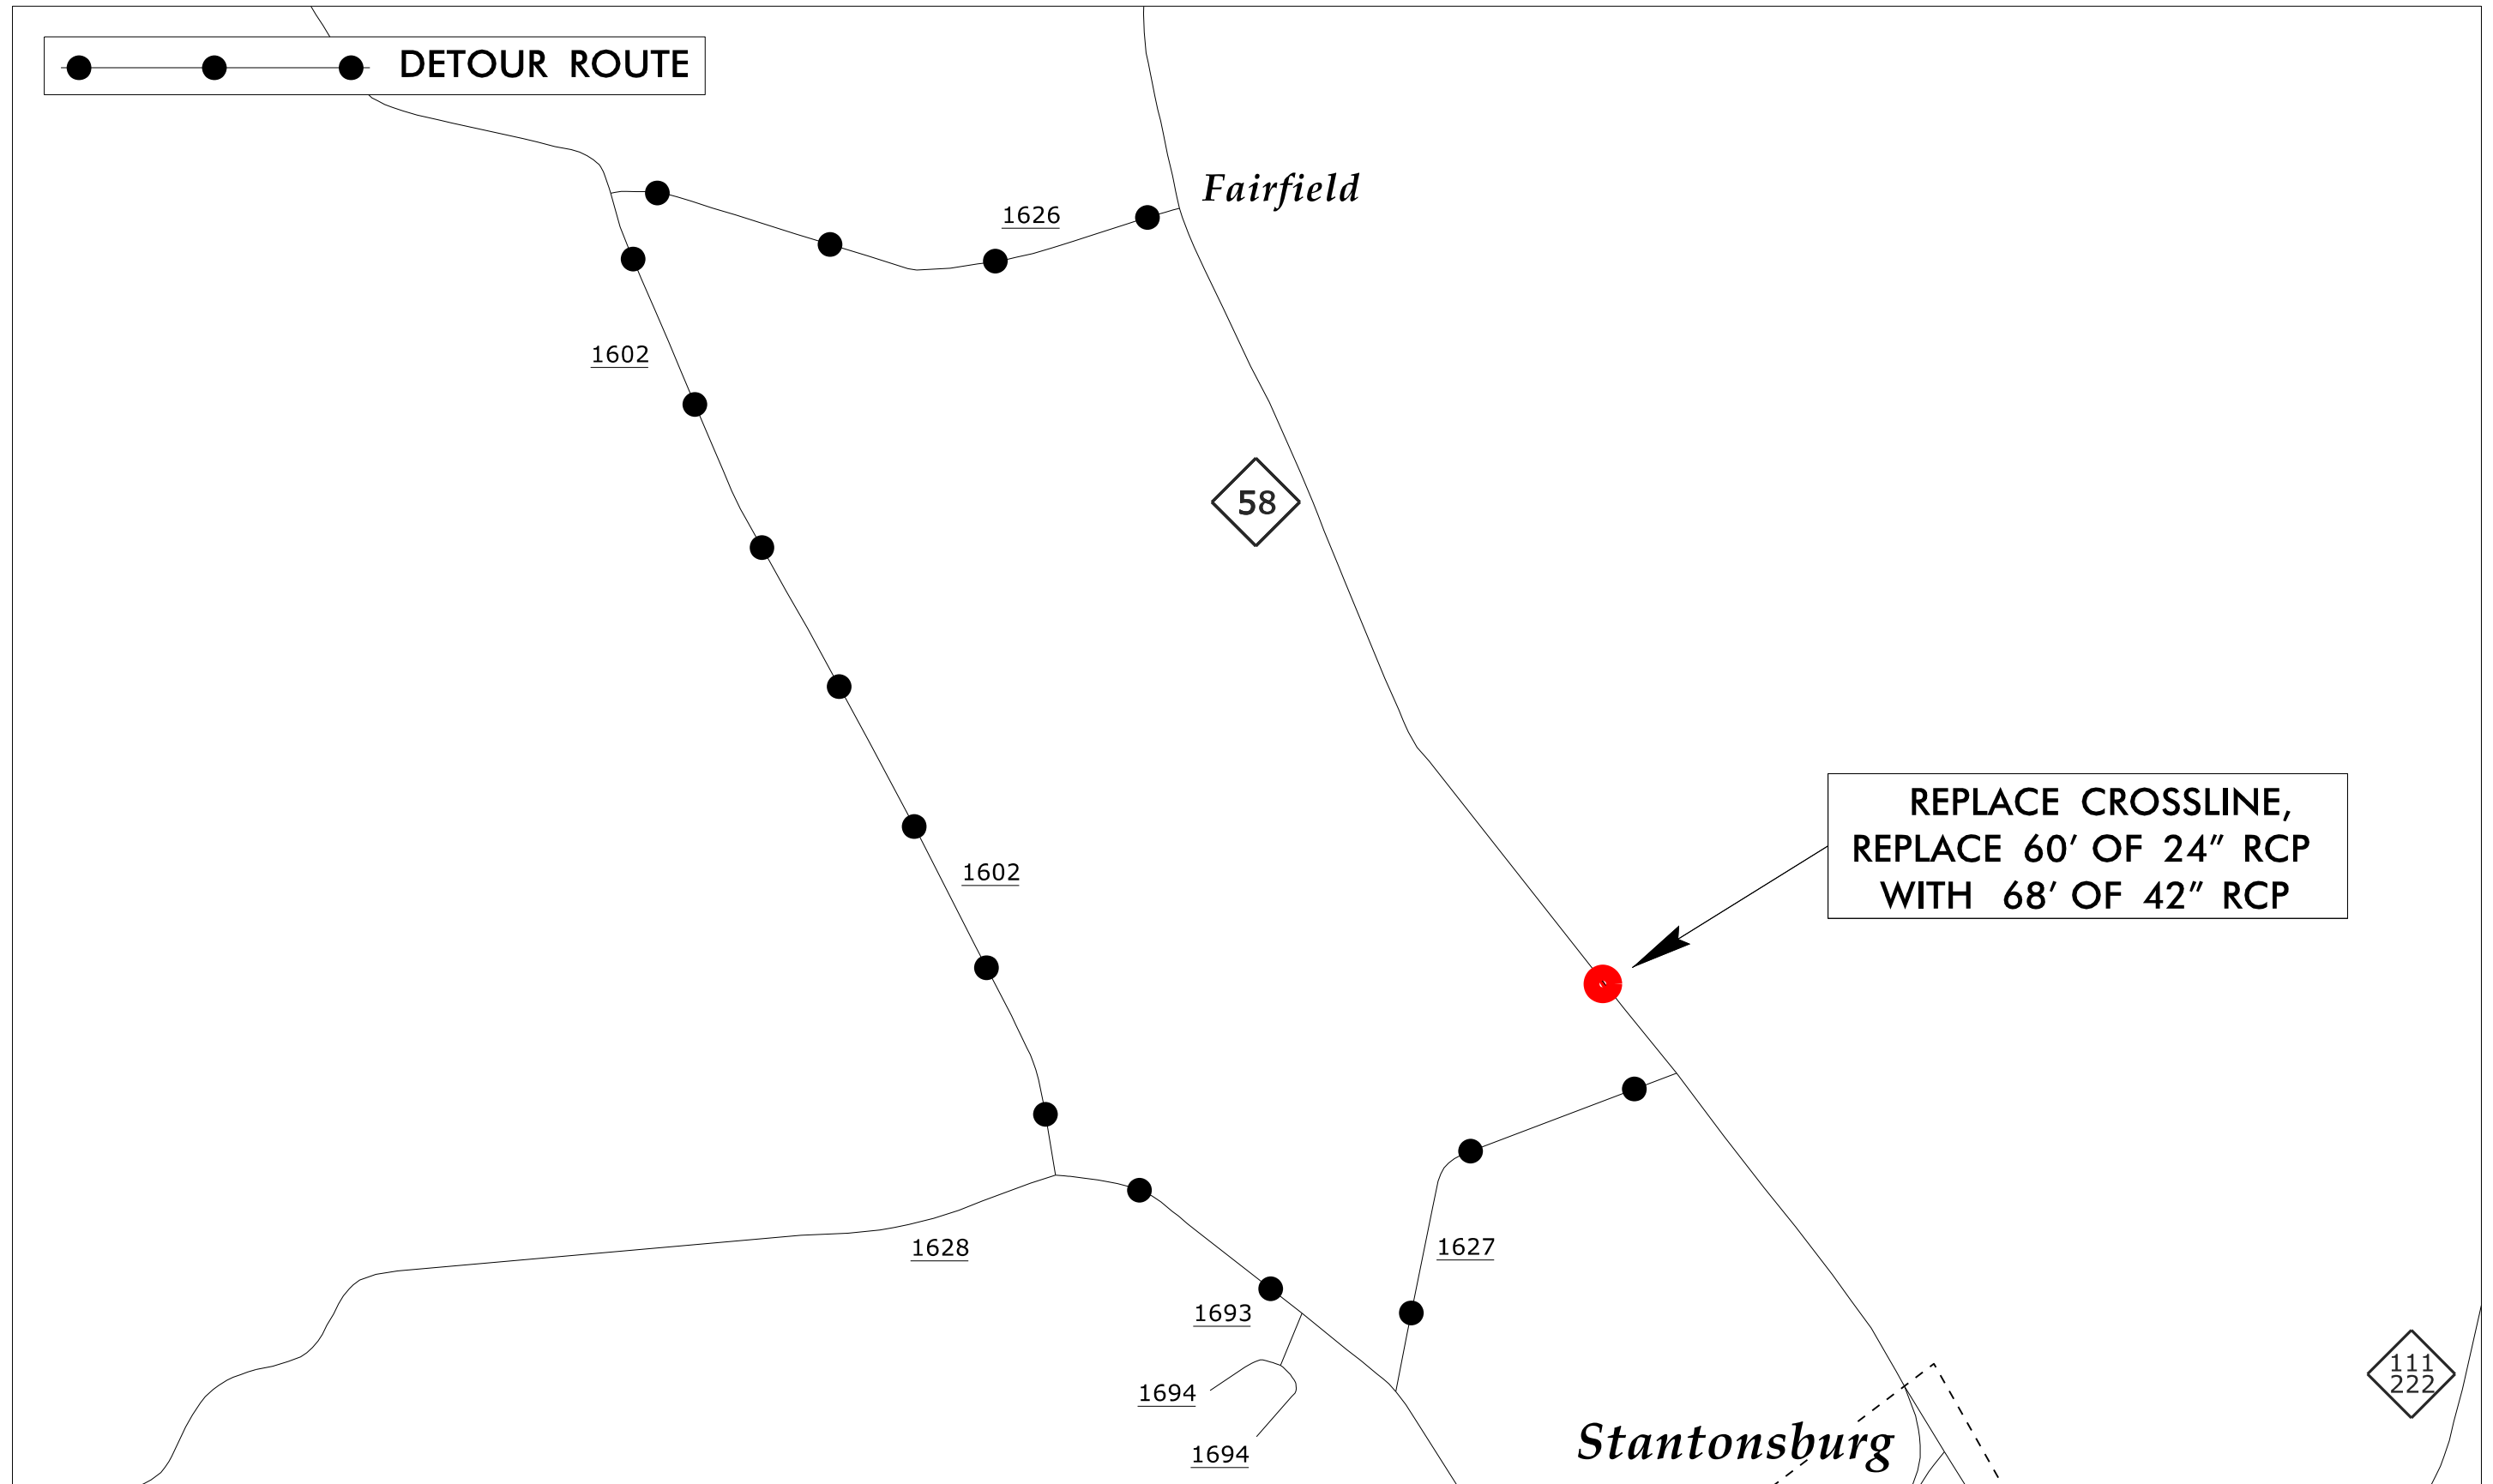 DETOUR ROUTE
Fairfield
1626
1602
58
REPLACE CROSSLINE,
REPLACE 60' OF 24" RCP
WITH 68' OF 42" RCP
1602
1628
1627
1693
1694
111
222
Stantonsburg
1694